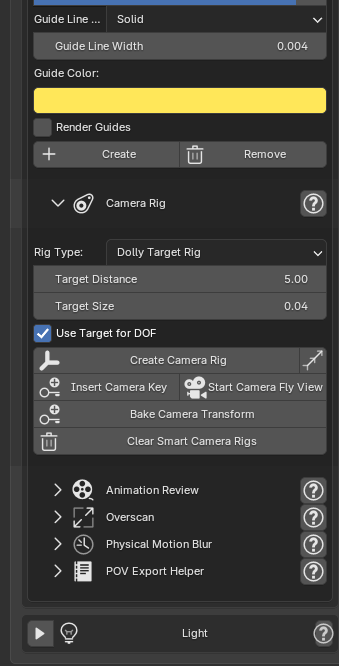 Guide Line ... Solid
Guide Line Width 0.004
Guide Color:
Render Guides
Create Remove
Camera Rig ?
Rig Type: Dolly Target Rig
Target Distance 5.00
Target Size 0.04
Use Target for DOF
Create Camera Rig
Insert Camera Key Start Camera Fly View
Bake Camera Transform
Clear Smart Camera Rigs
Animation Review ?
Overscan ?
Physical Motion Blur ?
POV Export Helper ?
Light ?